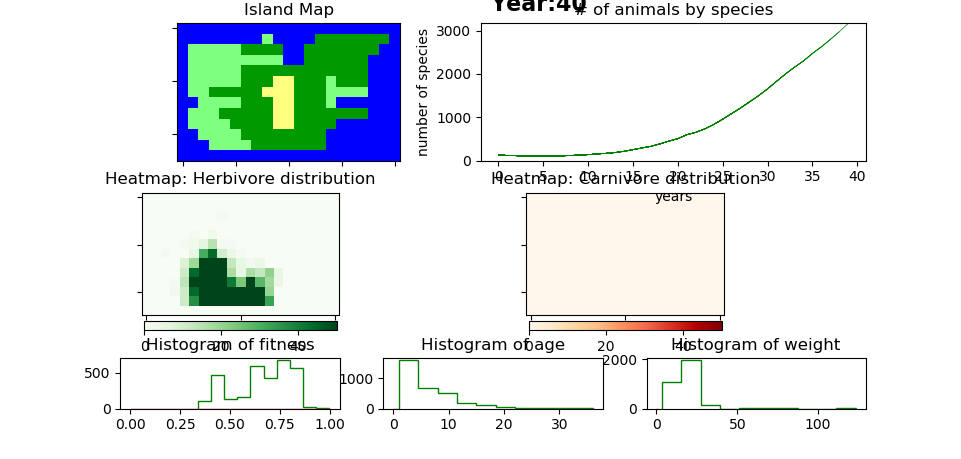 Year:40
Island Map
# of animals by species
number of species
3000
2000
1000
0
0 5 10 15 20 25 30 35 40
years
Heatmap: Herbivore distribution
Heatmap: Carnivore distribution
0 20 40
0 20 40
Histogram of fitness
Histogram of age
Histogram of weight
500
0
0.00 0.25 0.50 0.75 1.00
1000
0
0 10 20 30
2000
0
0 50 100